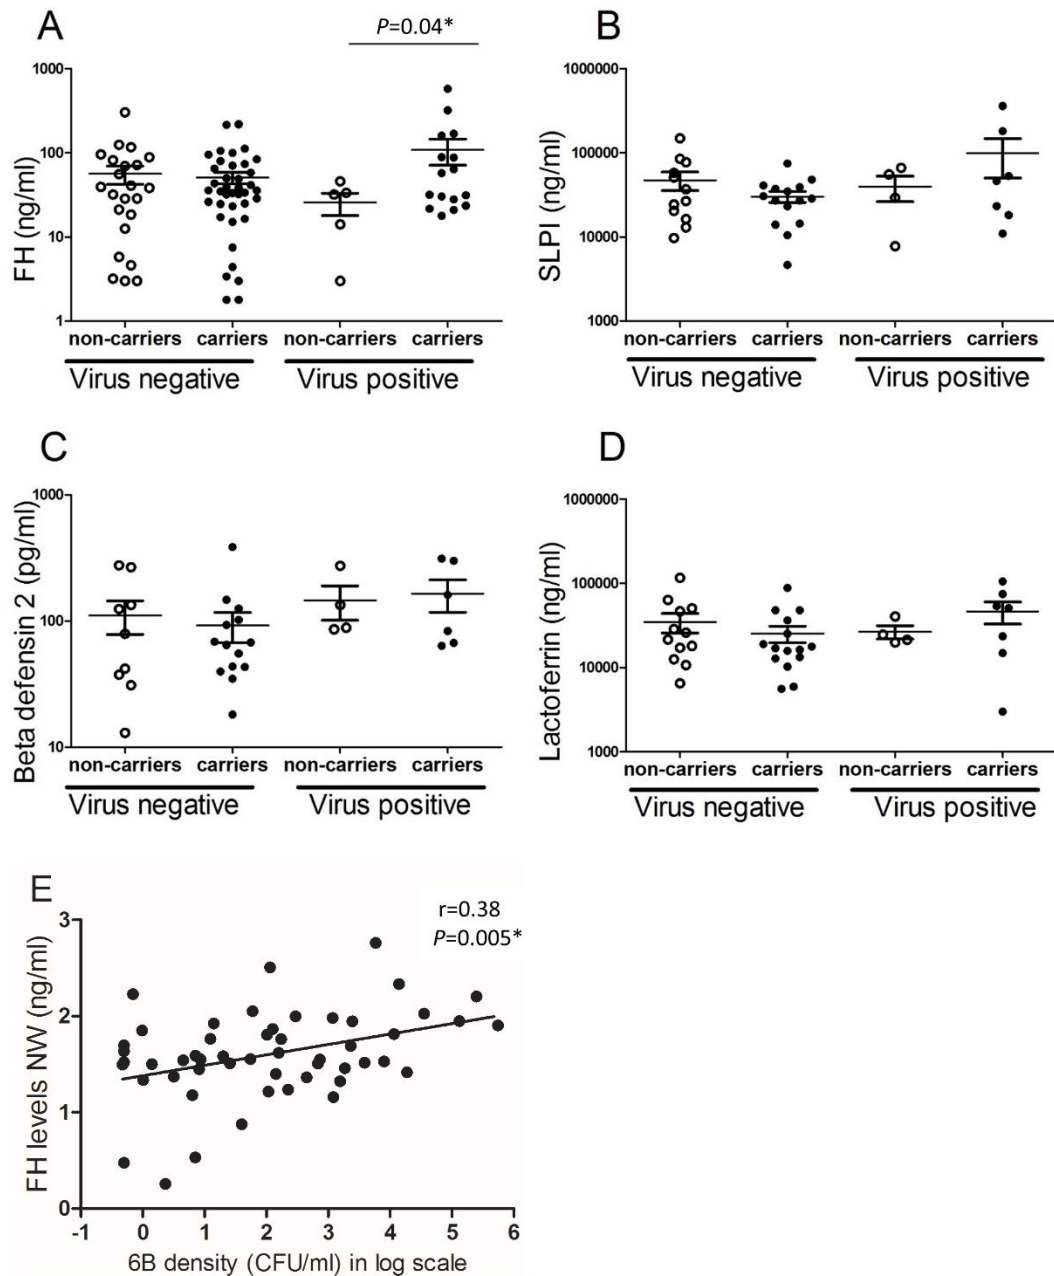 A
P=0.04*
1000
100
10
1
FH (ng/ml)
non-carriers carriers non-carriers carriers
Virus negative Virus positive
B
1000000
100000
10000
1000
SLPI (ng/ml)
non-carriers carriers non-carriers carriers
Virus negative Virus positive
C
1000
100
10
Beta defensin 2 (pg/ml)
non-carriers carriers non-carriers carriers
Virus negative Virus positive
D
1000000
100000
10000
1000
Lactoferrin (ng/ml)
non-carriers carriers non-carriers carriers
Virus negative Virus positive
E
r=0.38
P=0.005*
3
2
1
0
FH levels NW (ng/ml)
-1 0 1 2 3 4 5 6
6B density (CFU/ml) in log scale